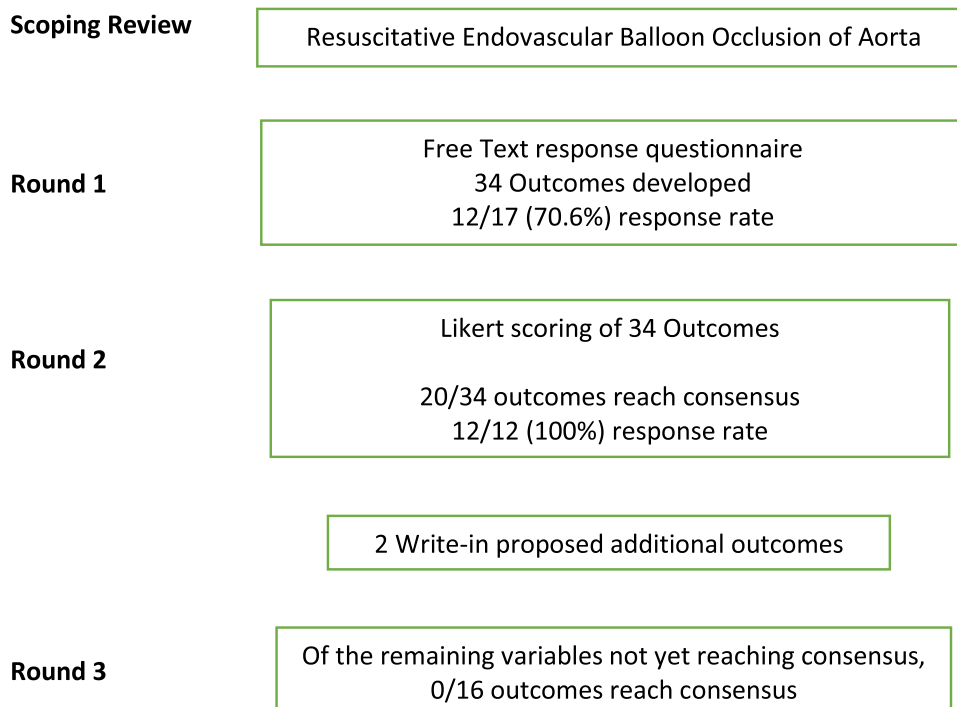 Scoping Review
Resuscitative Endovascular Balloon Occlusion of Aorta
Round 1
Free Text response questionnaire
34 Outcomes developed
12/17 (70.6%) response rate
Round 2
Likert scoring of 34 Outcomes
20/34 outcomes reach consensus
12/12 (100%) response rate
2 Write-in proposed additional outcomes
Round 3
Of the remaining variables not yet reaching consensus,
0/16 outcomes reach consensus